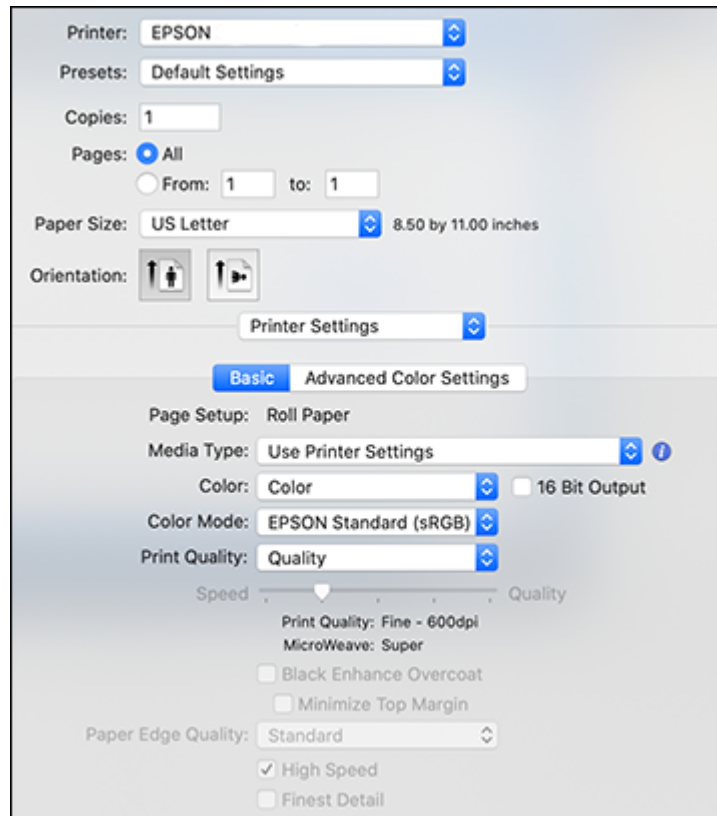 Printer: EPSON
Presets: Default Settings
Copies: 1
Pages: All
From: 1 to: 1
Paper Size: US Letter 8.50 by 11.00 inches
Orientation:
Printer Settings
Basic Advanced Color Settings
Page Setup: Roll Paper
Media Type: Use Printer Settings i
Color: Color 16 Bit Output
Color Mode: EPSON Standard (sRGB)
Print Quality: Quality
Speed Quality
Print Quality: Fine - 600dpi
MicroWeave: Super
Black Enhance Overcoat
Minimize Top Margin
Paper Edge Quality: Standard
High Speed
Finest Detail